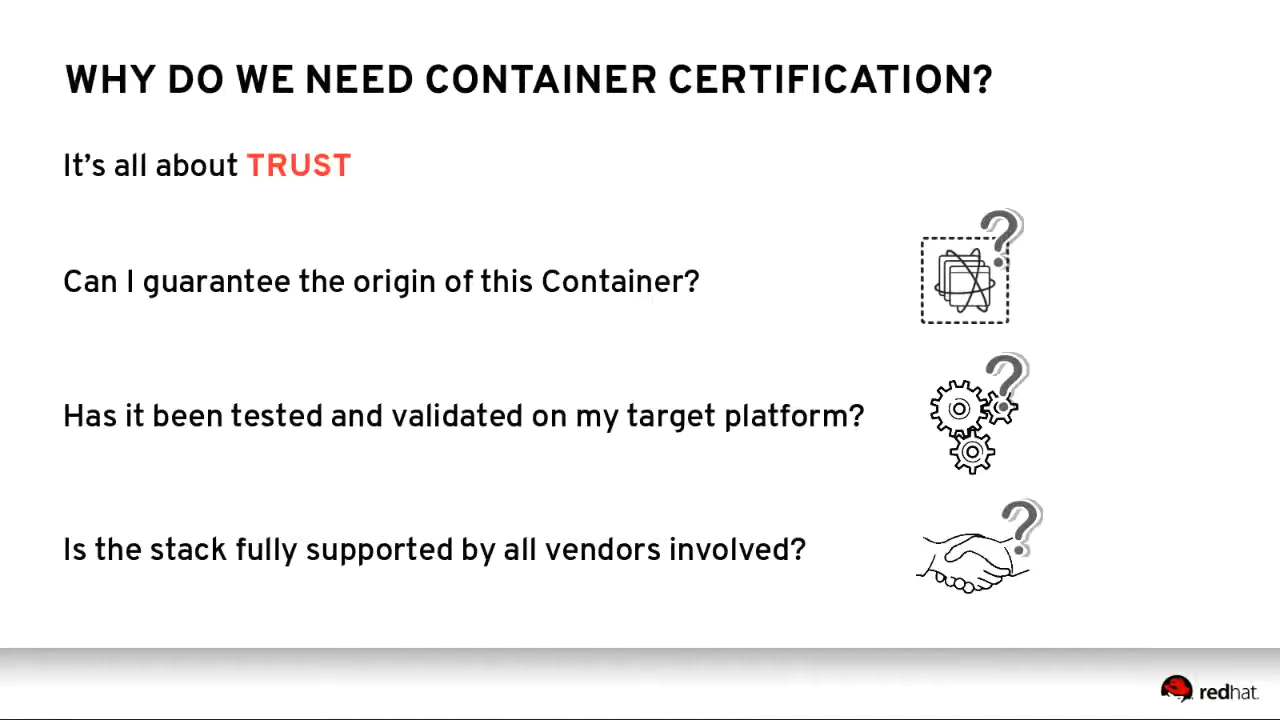 WHY DO WE NEED CONTAINER CERTIFICATION?
It's all about TRUST
Can I guarantee the origin of this Container?
Has it been tested and validated on my target platform?
Is the stack fully supported by all vendors involved?
redhat.